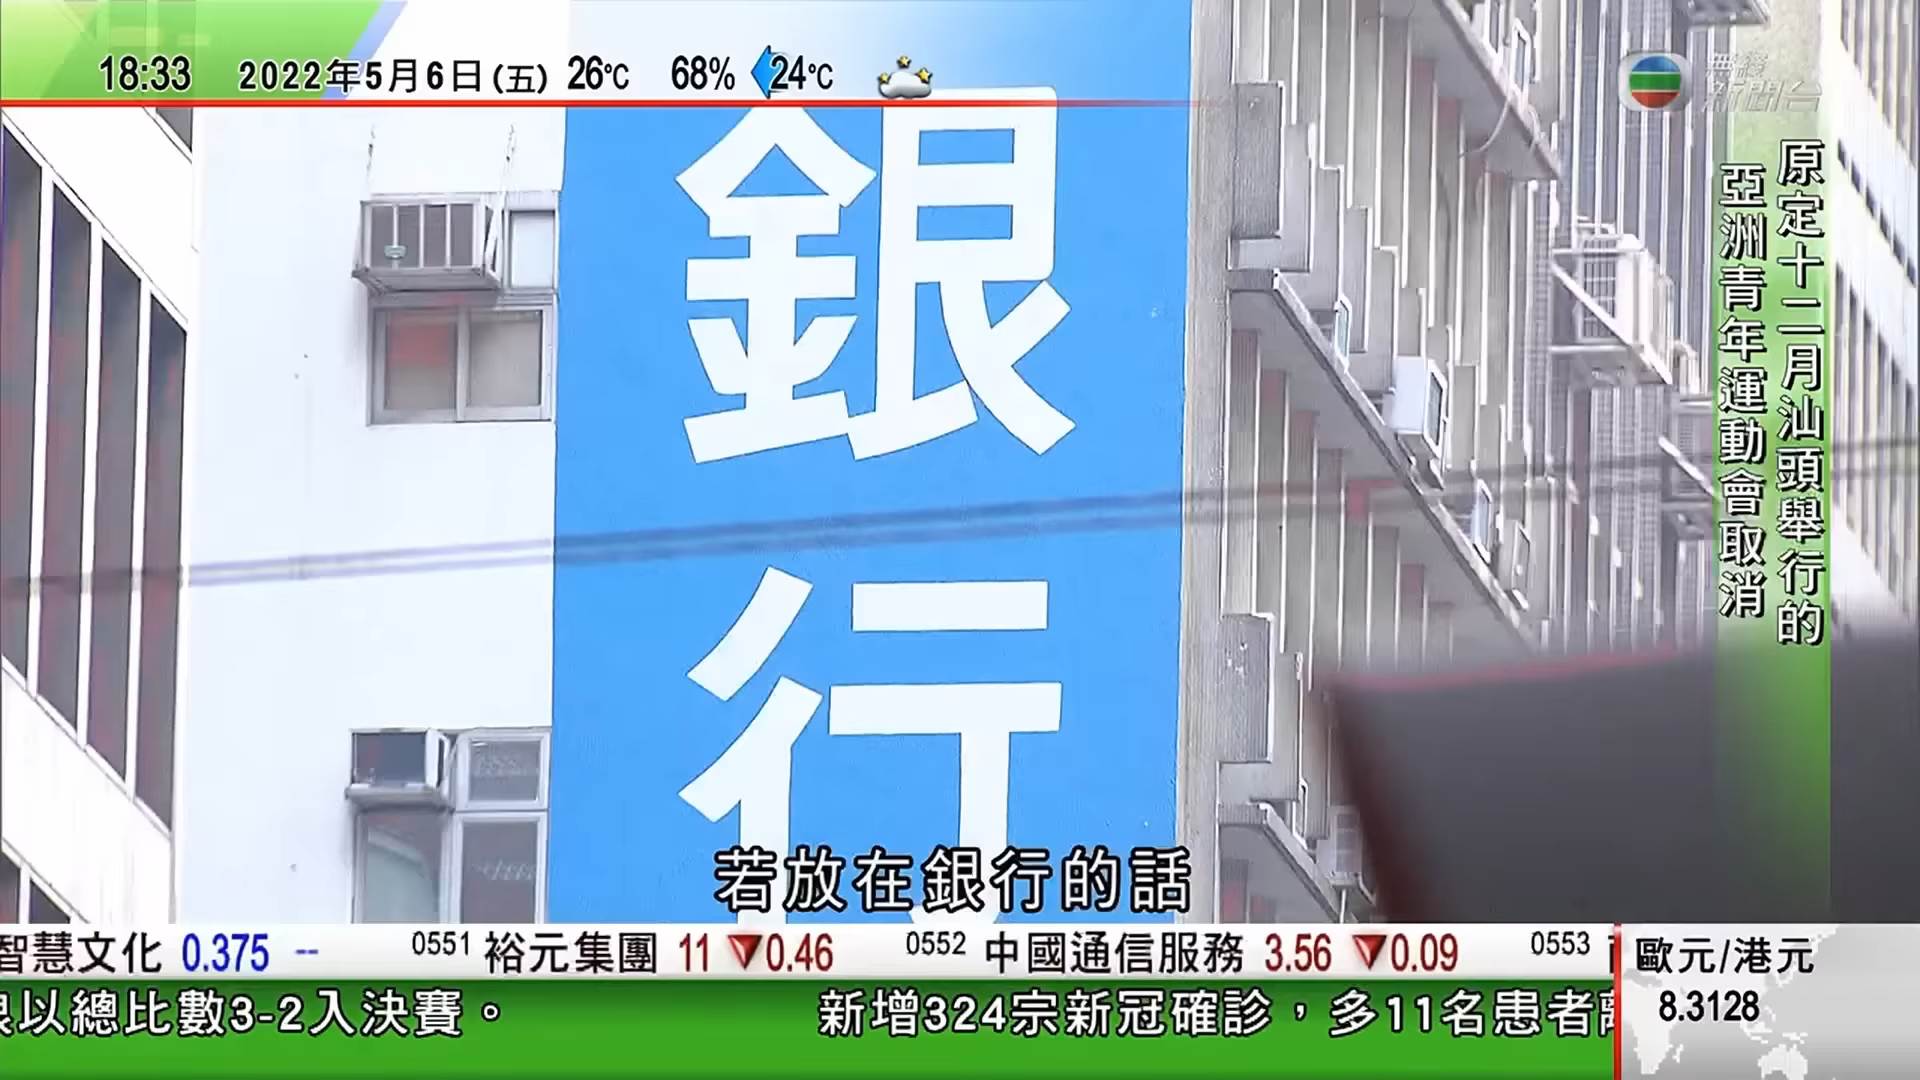 18:33 2022年5月6日(五) 26℃ 68% 24℃
無綫
新聞台
原定十二月汕頭舉行的
亞洲青年運動會取消
銀
行
若放在銀行的話
智慧文化 0.375 -- 0551 裕元集團 11 ▼0.46 0552 中國通信服務 3.56 ▼0.09 0553
歐元/港元
8.3128
以總比數3-2入決賽。 新增324宗新冠確診，多11名患者